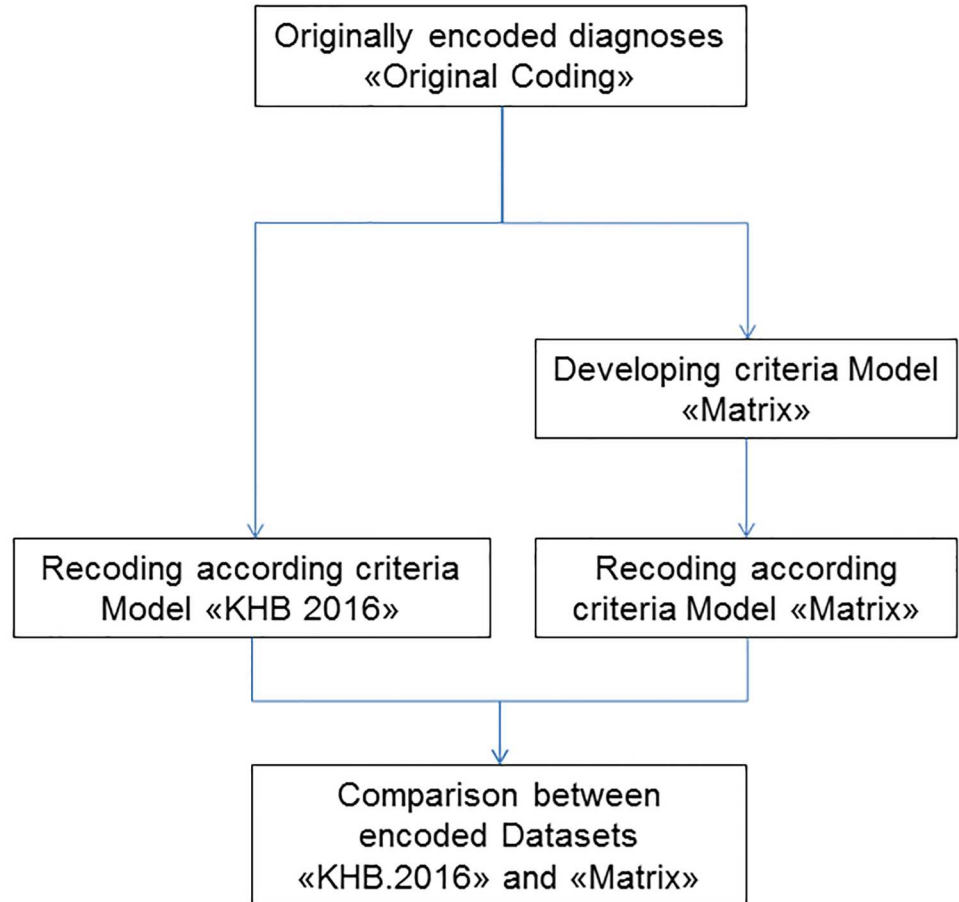 Originally encoded diagnoses
«Original Coding»
Developing criteria Model
«Matrix»
Recoding according criteria
Model «KHB 2016»
Recoding according
criteria Model «Matrix»
Comparison between
encoded Datasets
«KHB.2016» and «Matrix»